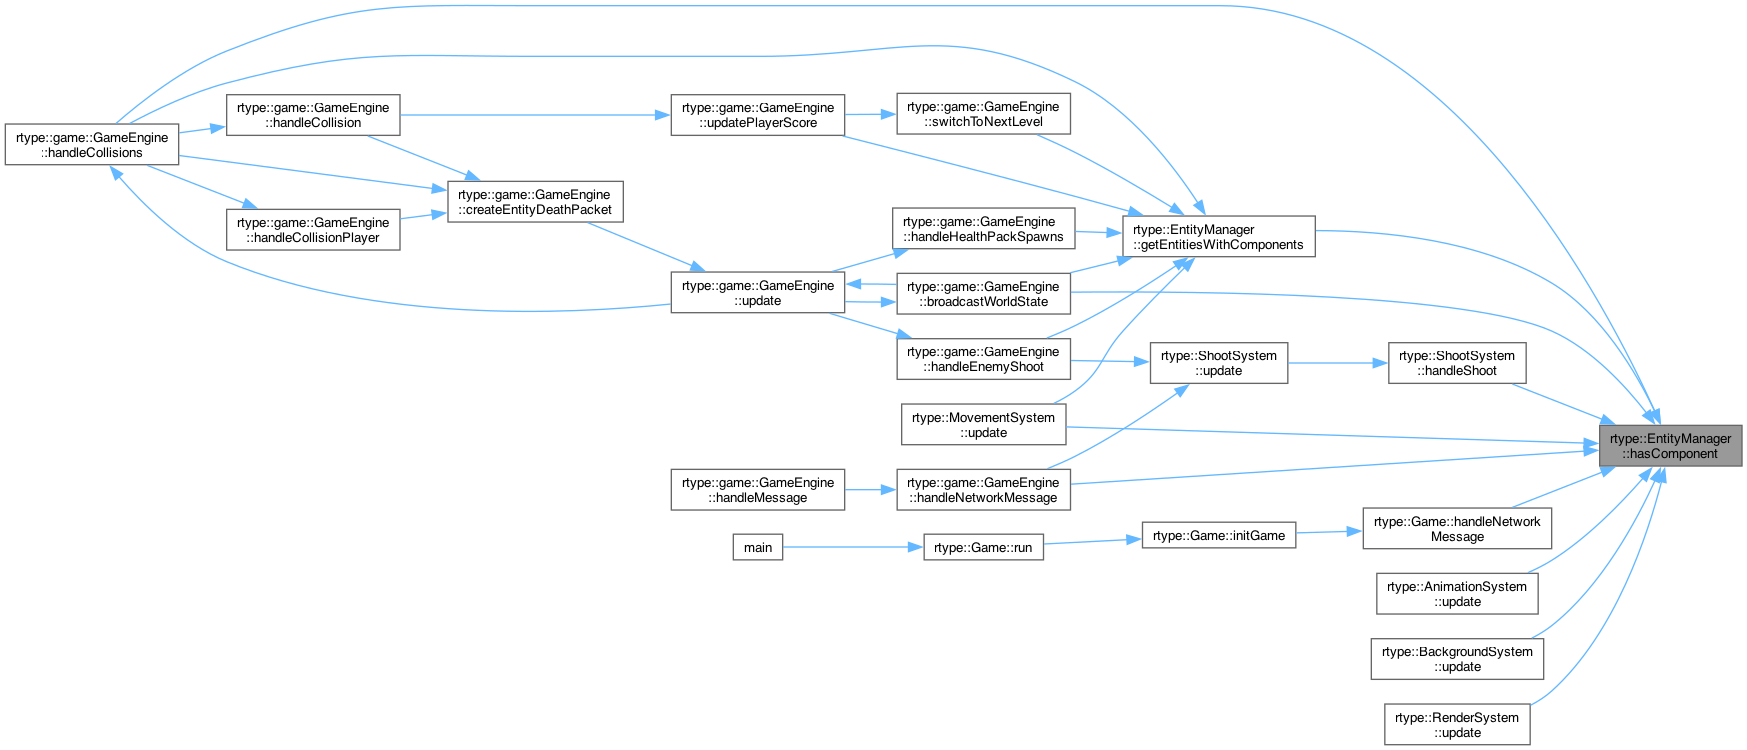 rtype::game::GameEngine
::handleCollisions
rtype::game::GameEngine
::handleCollision
rtype::game::GameEngine
::handleCollisionPlayer
rtype::game::GameEngine
::createEntityDeathPacket
rtype::game::GameEngine
::updatePlayerScore
rtype::game::GameEngine
::update
rtype::game::GameEngine
::handleMessage
main
rtype::game::GameEngine
::switchToNextLevel
rtype::game::GameEngine
::handleHealthPackSpawns
rtype::game::GameEngine
::broadcastWorldState
rtype::game::GameEngine
::handleEnemyShoot
rtype::MovementSystem
::update
rtype::game::GameEngine
::handleNetworkMessage
rtype::Game::run
rtype::EntityManager
::getEntitiesWithComponents
rtype::ShootSystem
::update
rtype::Game::initGame
rtype::ShootSystem
::handleShoot
rtype::Game::handleNetwork
Message
rtype::AnimationSystem
::update
rtype::BackgroundSystem
::update
rtype::RenderSystem
::update
rtype::EntityManager
::hasComponent